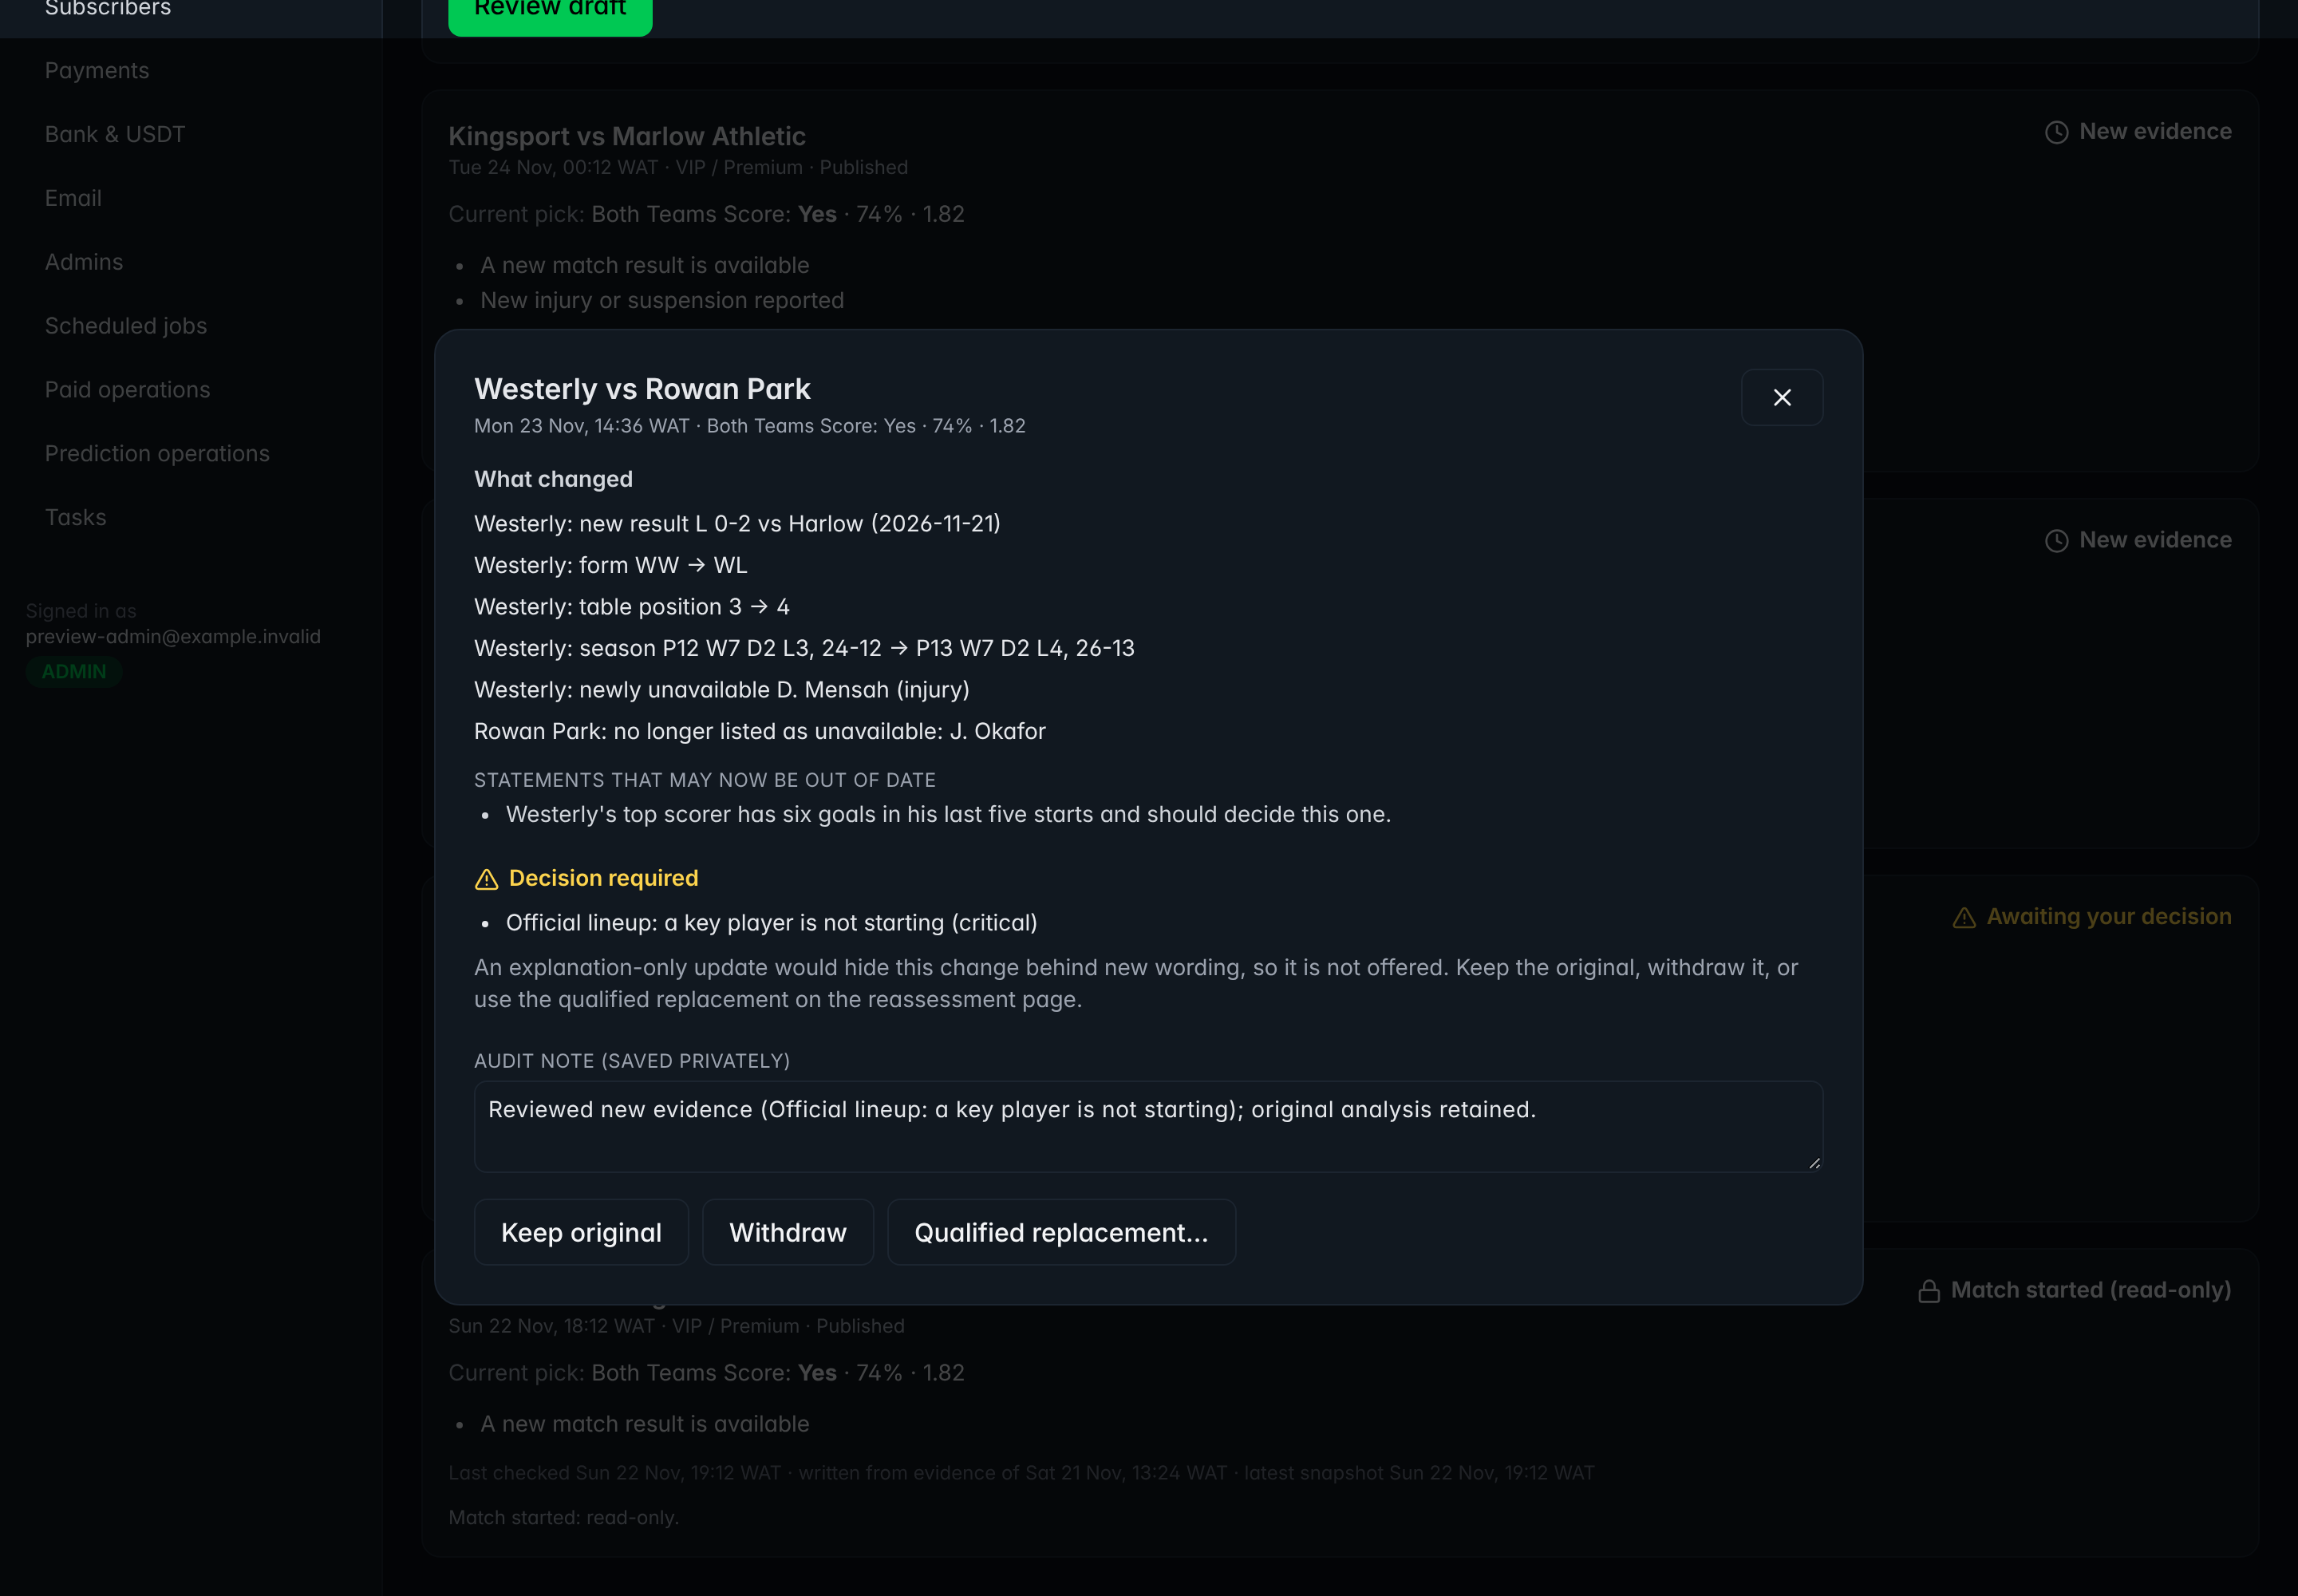 Subscribers
Payments
Bank & USDT
Email
Admins
Scheduled jobs
Paid operations
Prediction operations
Tasks
Signed in as
preview-admin@example.invalid
ADMIN
Review draft
Kingsport vs Marlow Athletic
New evidence
Tue 24 Nov, 00:12 WAT · VIP / Premium · Published
Current pick: Both Teams Score: Yes · 74% · 1.82
• A new match result is available
• New injury or suspension reported
New evidence
Awaiting your decision
Westerly vs Rowan Park
Mon 23 Nov, 14:36 WAT · Both Teams Score: Yes · 74% · 1.82
What changed
Westerly: new result L 0-2 vs Harlow (2026-11-21)
Westerly: form WW → WL
Westerly: table position 3 → 4
Westerly: season P12 W7 D2 L3, 24-12 → P13 W7 D2 L4, 26-13
Westerly: newly unavailable D. Mensah (injury)
Rowan Park: no longer listed as unavailable: J. Okafor
STATEMENTS THAT MAY NOW BE OUT OF DATE
• Westerly's top scorer has six goals in his last five starts and should decide this one.
Decision required
• Official lineup: a key player is not starting (critical)
An explanation-only update would hide this change behind new wording, so it is not offered. Keep the original, withdraw it, or
use the qualified replacement on the reassessment page.
AUDIT NOTE (SAVED PRIVATELY)
Reviewed new evidence (Official lineup: a key player is not starting); original analysis retained.
Keep original
Withdraw
Qualified replacement...
Match started (read-only)
Sun 22 Nov, 18:12 WAT · VIP / Premium · Published
Current pick: Both Teams Score: Yes · 74% · 1.82
• A new match result is available
Last checked Sun 22 Nov, 19:12 WAT · written from evidence of Sat 21 Nov, 13:24 WAT · latest snapshot Sun 22 Nov, 19:12 WAT
Match started: read-only.